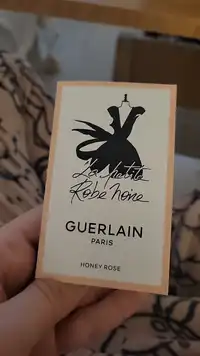 La petite
Robe Noire
GUERLAIN
PARIS
HONEY ROSE